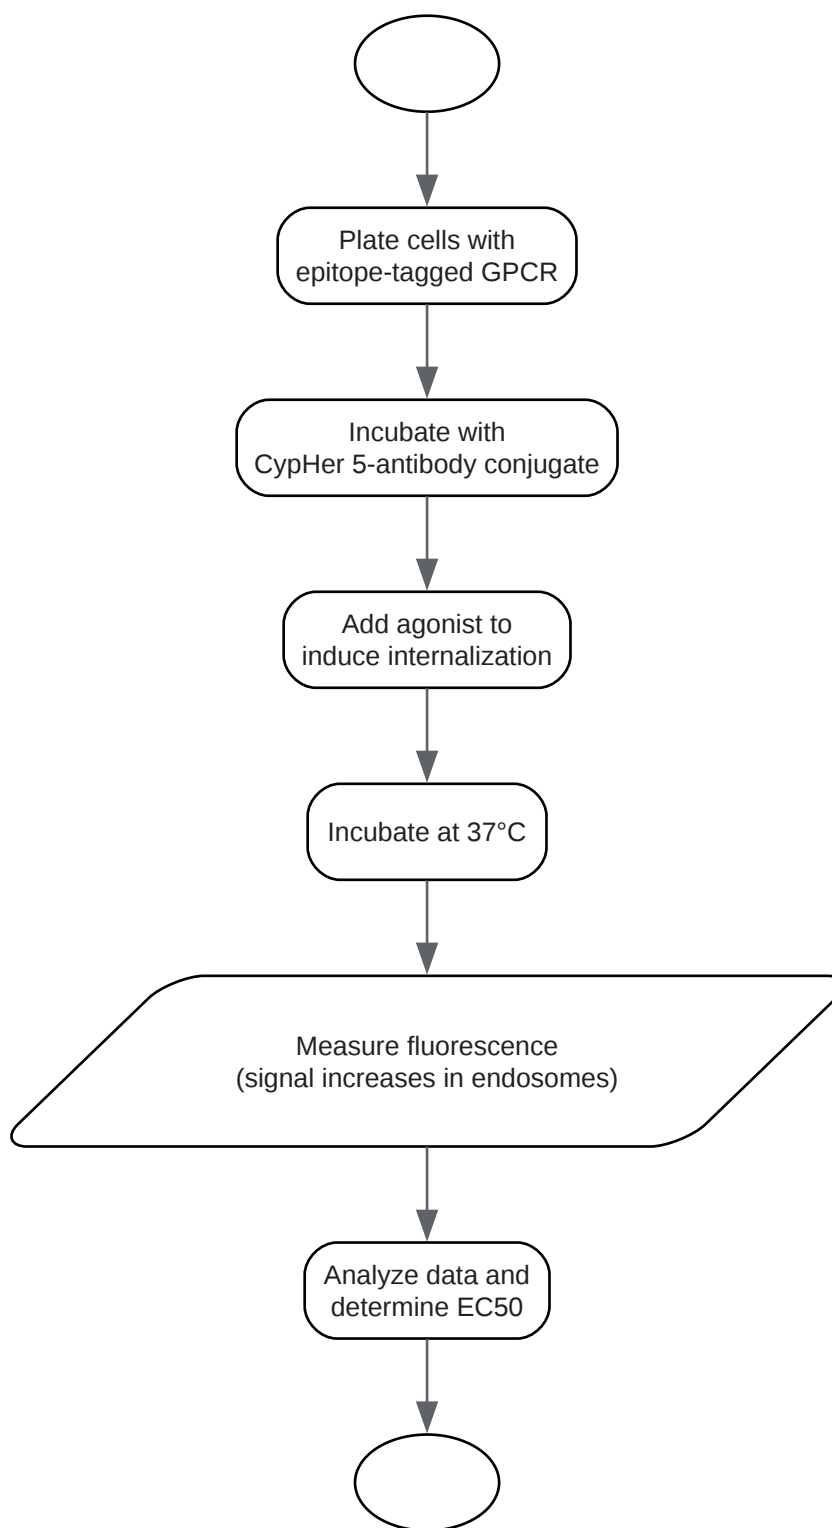 Plate cells with
epitope-tagged GPCR
Incubate with
CypHer 5-antibody conjugate
Add agonist to
induce internalization
Incubate at 37°C
Measure fluorescence
(signal increases in endosomes)
Analyze data and
determine EC50